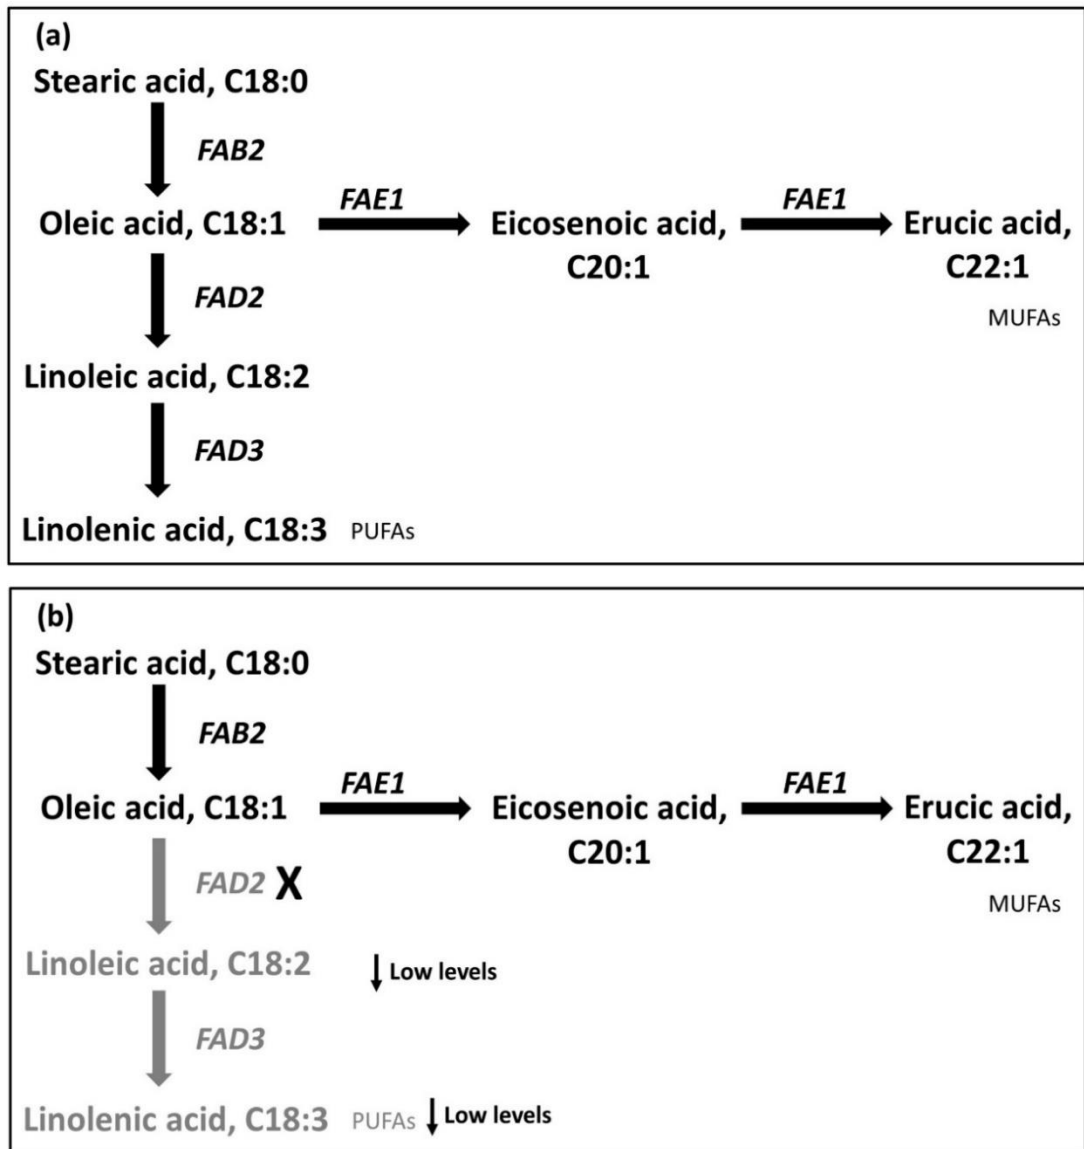 (a)
Stearic acid, C18:0
FAB2
Oleic acid, C18:1
FAE1
Eicosenoic acid,
C20:1
FAE1
Erucic acid,
C22:1
MUFAs
FAD2
Linoleic acid, C18:2
FAD3
Linolenic acid, C18:3 PUFAs
(b)
Stearic acid, C18:0
FAB2
Oleic acid, C18:1
FAE1
Eicosenoic acid,
C20:1
FAE1
Erucic acid,
C22:1
MUFAs
FAD2 X
Linoleic acid, C18:2 Low levels
FAD3
Linolenic acid, C18:3 PUFAs Low levels